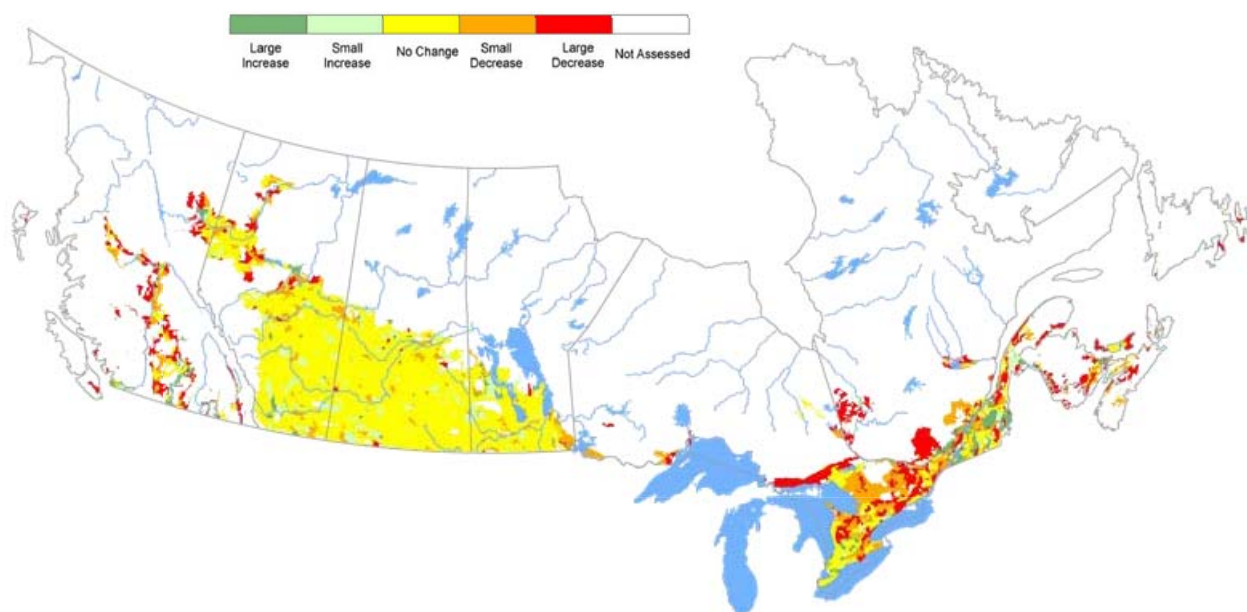 Large Increase
Small Increase
No Change
Small Decrease
Large Decrease
Not Assessed